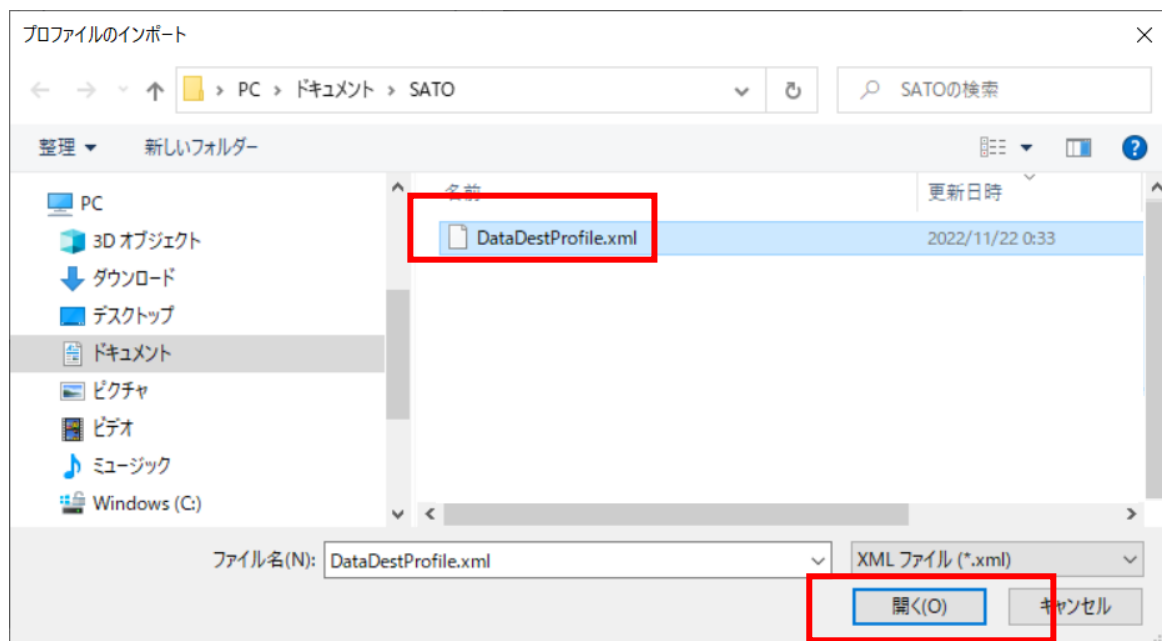 プロファイルのインポート
PC › ドキュメント › SATO
SATOの検索
整理
新しいフォルダー
名前
更新日時
PC
3D オブジェクト
ダウンロード
デスクトップ
ドキュメント
ピクチャ
ビデオ
ミュージック
Windows (C:)
DataDestProfile.xml
2022/11/22 0:33
ファイル名(N):
DataDestProfile.xml
XML ファイル (*.xml)
開く(O)
キャンセル